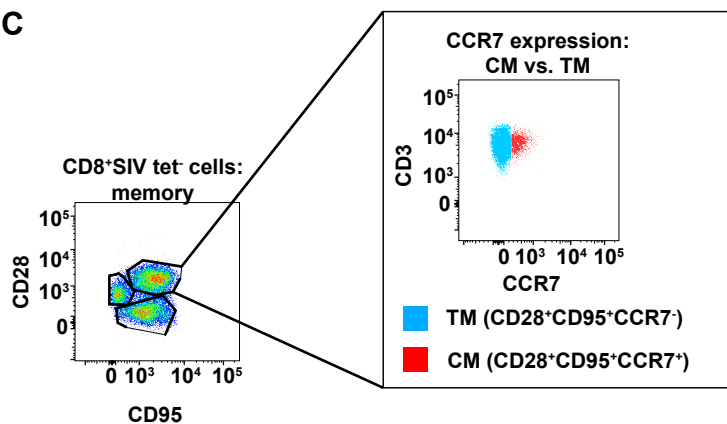 C
CD8⁺SIV tet⁻ cells:
memory
10⁵
10⁴
10³
0
CD28
0 10³ 10⁴ 10⁵
CD95
CCR7 expression:
CM vs. TM
10⁵
10⁴
10³
0
CD3
0 10³ 10⁴ 10⁵
CCR7
TM (CD28⁺CD95⁺CCR7⁻)
CM (CD28⁺CD95⁺CCR7⁺)